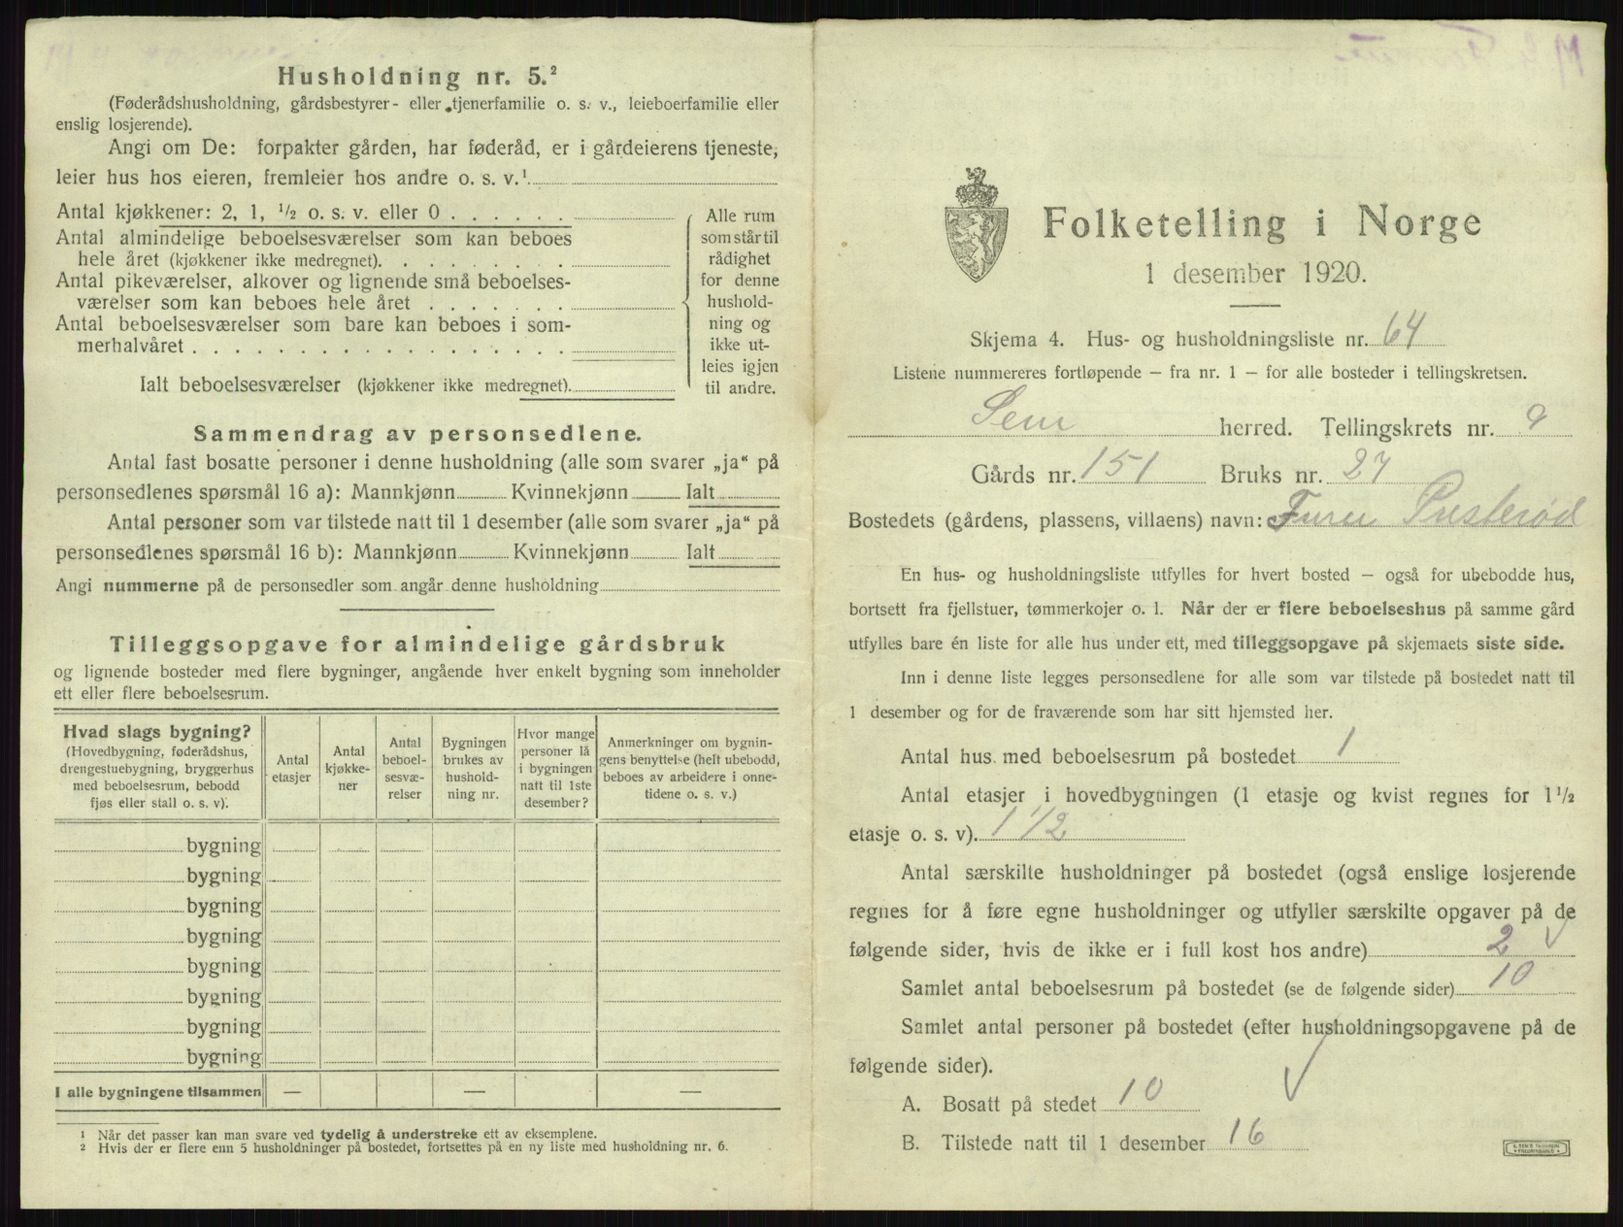 Husholdning nr. 5.²
(Føderådshusholdning, gårdsbestyrer- eller tjenerfamilie o. s. v., leieboerfamilie eller
enslig losjerende).
Angi om De: forpakter gården, har føderåd, er i gårdeierens tjeneste,
leier hus hos eieren, fremleier hos andre o. s. v.¹
Antal kjøkkener: 2, 1, ½ o. s. v. eller 0
Antal almindelige beboelsesværelser som kan beboes
hele året (kjøkkener ikke medregnet).
Antal pikeværelser, alkover og lignende små beboelses-
værelser som kan beboes hele året
Antal beboelsesværelser som bare kan beboes i som-
merhalvåret
Ialt beboelsesværelser (kjøkkener ikke medregnet).
Alle rum
som står til
rådighet
for denne
hushold-
ning og
ikke ut-
leies igjen
til andre.
Sammendrag av personsedlene.
Antal fast bosatte personer i denne husholdning (alle som svarer „ja“ på
personsedlenes spørsmål 16 a): Mannkjønn Kvinnekjønn Ialt
Antal personer som var tilstede natt til 1 desember (alle som svarer „ja“ på
personsedlenes spørsmål 16 b): Mannkjønn Kvinnekjønn Ialt
Angi nummerne på de personsedler som angår denne husholdning
Tilleggsopgave for almindelige gårdsbruk
og lignende bosteder med flere bygninger, angående hver enkelt bygning som inneholder
ett eller flere beboelsesrum.
Hvad slags bygning?
(Hovedbygning, føderådshus,
drengestuebygning, bryggerhus
med beboelsesrum, bebodd
fjøs eller stall o. s. v).
Antal
etasjer
Antal
kjøkke-
ner
Antal
beboel-
sesvæ-
relser
Bygningen
brukes av
hushold-
ning nr.
Hvor mange
personer lå
i bygningen
natt til 1ste
desember?
Anmerkninger om bygnin-
gens benyttelse (helt ubebodd,
beboes av arbeidere i onne-
tidene o. s. v.)
bygning
bygning
bygning
bygning
bygning
bygning
bygning
bygning
I alle bygningene tilsammen — — —
¹ Når det passer kan man svare ved tydelig å understreke ett av eksemplene.
² Hvis der er flere enn 5 husholdninger på bostedet, fortsettes på en ny liste med husholdning nr. 6.
Folketelling i Norge
1 desember 1920.
Skjema 4. Hus- og husholdningsliste nr. 64
Listene nummereres fortløpende — fra nr. 1 — for alle bosteder i tellingskretsen.
Sem herred. Tellingskrets nr. 9
Gårds nr. 151 Bruks nr. 27
Bostedets (gårdens, plassens, villaens) navn: Furu Presterød
En hus- og husholdningsliste utfylles for hvert bosted — også for ubebodde hus,
bortsett fra fjellstuer, tømmerkojer o. l. Når der er flere beboelseshus på samme gård
utfylles bare én liste for alle hus under ett, med tilleggsopgave på skjemaets siste side.
Inn i denne liste legges personsedlene for alle som var tilstede på bostedet natt til
1 desember og for de fraværende som har sitt hjemsted her.
Antal hus med beboelsesrum på bostedet 1
Antal etasjer i hovedbygningen (1 etasje og kvist regnes for 1½
etasje o. s. v). 1 1/2
Antal særskilte husholdninger på bostedet (også enslige losjerende
regnes for å føre egne husholdninger og utfyller særskilte opgaver på de
følgende sider, hvis de ikke er i full kost hos andre) 2
Samlet antal beboelsesrum på bostedet (se de følgende sider) 10
Samlet antal personer på bostedet (efter husholdningsopgavene på de
følgende sider).
A. Bosatt på stedet 10
B. Tilstede natt til 1 desember 16